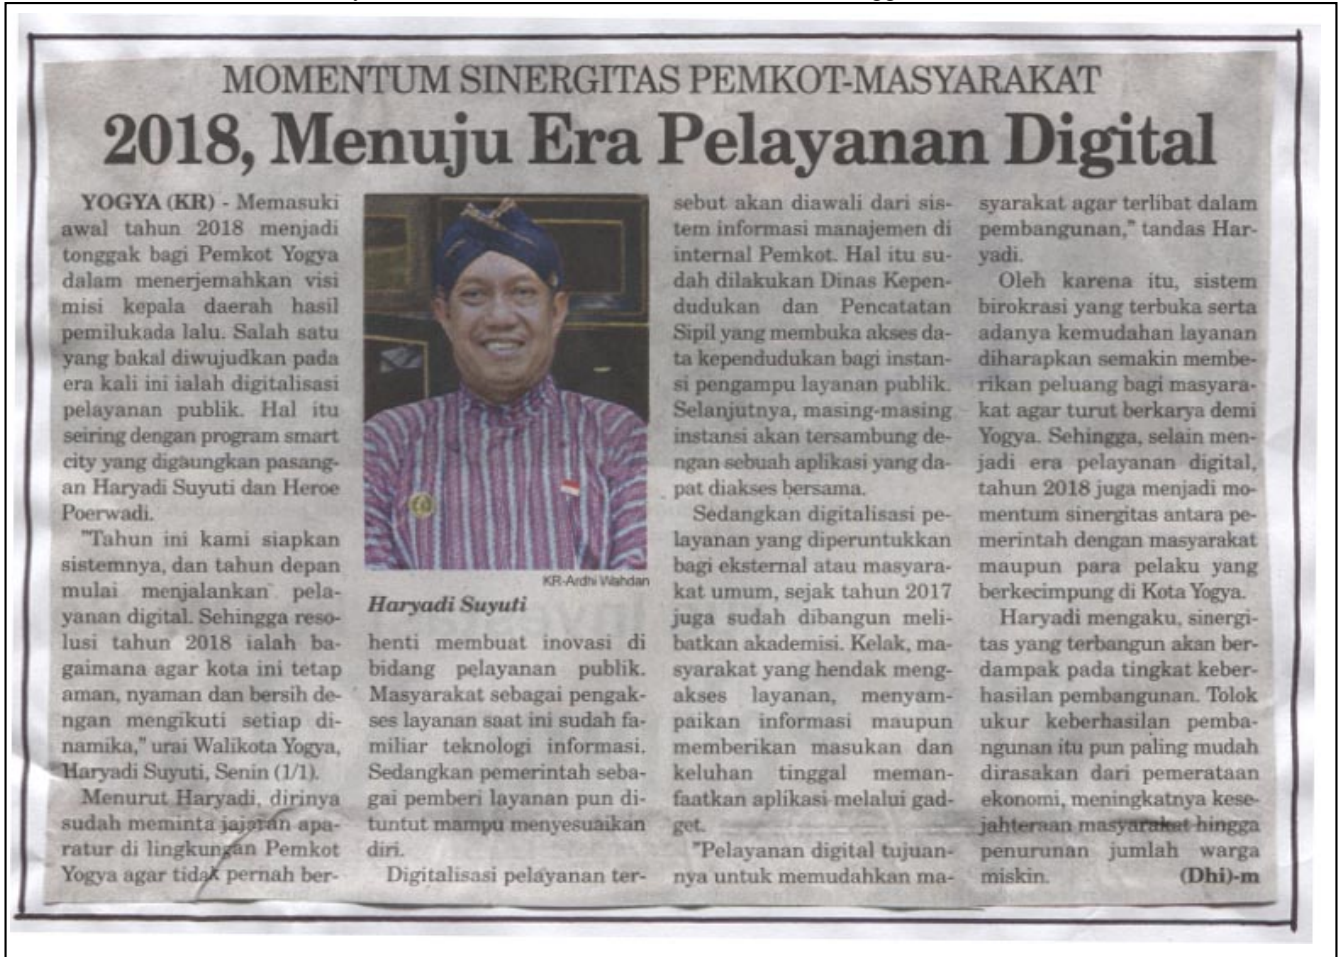 MOMENTUM SINERGITAS PEMKOT-MASYARAKAT
2018, Menuju Era Pelayanan Digital
YOGYA (KR) - Memasuki
awal tahun 2018 menjadi
tonggak bagi Pemkot Yogya
dalam menerjemahkan visi
misi kepala daerah hasil
pemilukada lalu. Salah satu
yang bakal diwujudkan pada
era kali ini ialah digitalisasi
pelayanan publik. Hal itu
seiring dengan program smart
city yang digaungkan pasang-
an Haryadi Suyuti dan Heroe
Poerwadi.
"Tahun ini kami siapkan
sistemnya, dan tahun depan
mulai menjalankan pela-
yanan digital. Sehingga reso-
lusi tahun 2018 ialah ba-
gaimana agar kota ini tetap
aman, nyaman dan bersih de-
ngan mengikuti setiap di-
namika," urai Walikota Yogya,
Haryadi Suyuti, Senin (1/1).
Menurut Haryadi, dirinya
sudah meminta jajaran apa-
ratur di lingkungan Pemkot
Yogya agar tidak pernah ber-
KR-Ardhi Wahdan
Haryadi Suyuti
henti membuat inovasi di
bidang pelayanan publik.
Masyarakat sebagai pengak-
ses layanan saat ini sudah fa-
miliar teknologi informasi.
Sedangkan pemerintah seba-
gai pemberi layanan pun di-
tuntut mampu menyesuaikan
diri.
Digitalisasi pelayanan ter-
sebut akan diawali dari sis-
tem informasi manajemen di
internal Pemkot. Hal itu su-
dah dilakukan Dinas Kepen-
dudukan dan Pencatatan
Sipil yang membuka akses da-
ta kependudukan bagi instan-
si pengampu layanan publik.
Selanjutnya, masing-masing
instansi akan tersambung de-
ngan sebuah aplikasi yang da-
pat diakses bersama.
Sedangkan digitalisasi pe-
layanan yang diperuntukkan
bagi eksternal atau masyara-
kat umum, sejak tahun 2017
juga sudah dibangun meli-
batkan akademisi. Kelak, ma-
syarakat yang hendak meng-
akses layanan, menyam-
paikan informasi maupun
memberikan masukan dan
keluhan tinggal meman-
faatkan aplikasi melalui gad-
get.
"Pelayanan digital tujuan-
nya untuk memudahkan ma-
syarakat agar terlibat dalam
pembangunan," tandas Har-
yadi.
Oleh karena itu, sistem
birokrasi yang terbuka serta
adanya kemudahan layanan
diharapkan semakin membe-
rikan peluang bagi masyara-
kat agar turut berkarya demi
Yogya. Sehingga, selain men-
jadi era pelayanan digital,
tahun 2018 juga menjadi mo-
mentum sinergitas antara pe-
merintah dengan masyarakat
maupun para pelaku yang
berkecimpung di Kota Yogya.
Haryadi mengaku, sinergi-
tas yang terbangun akan ber-
dampak pada tingkat keber-
hasilan pembangunan. Tolok
ukur keberhasilan pemba-
ngunan itu pun paling mudah
dirasakan dari pemerataan
ekonomi, meningkatnya kese-
jahteraan masyarakat hingga
penurunan jumlah warga
miskin. (Dhi)-m